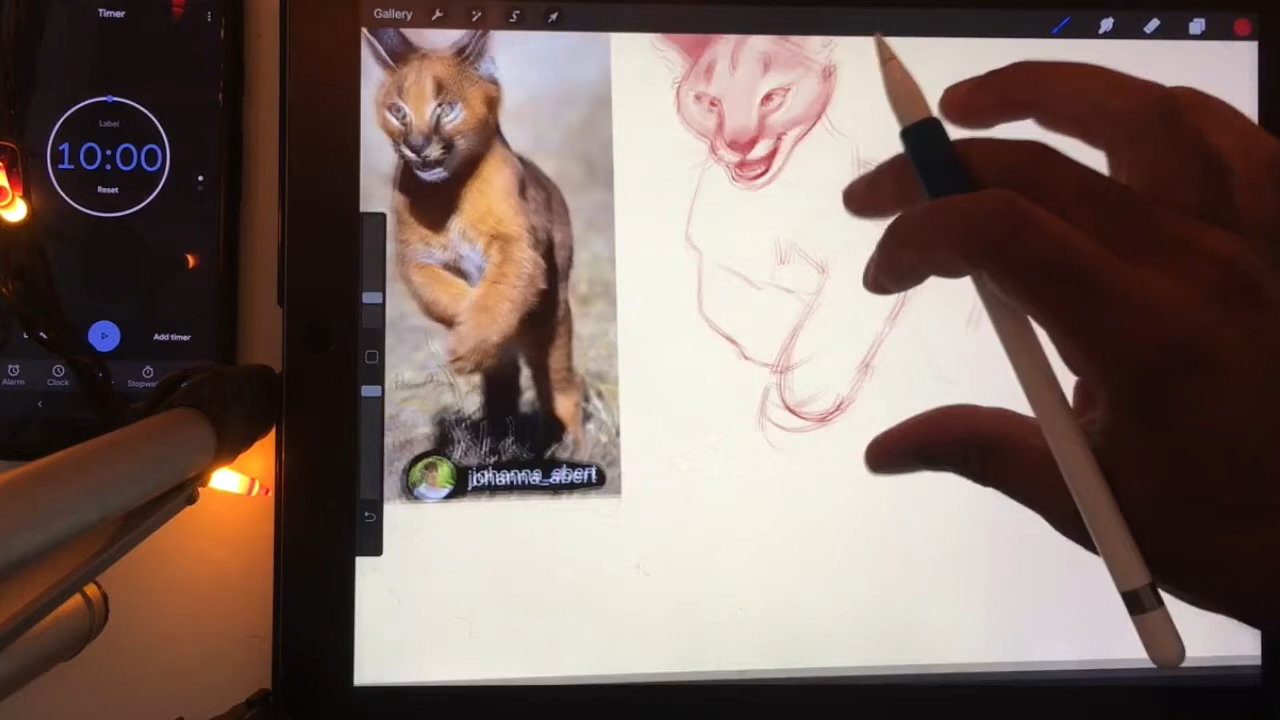 Timer
Label
10:00
Reset
Add timer
Alarm
Clock
Gallery
johanna_abert